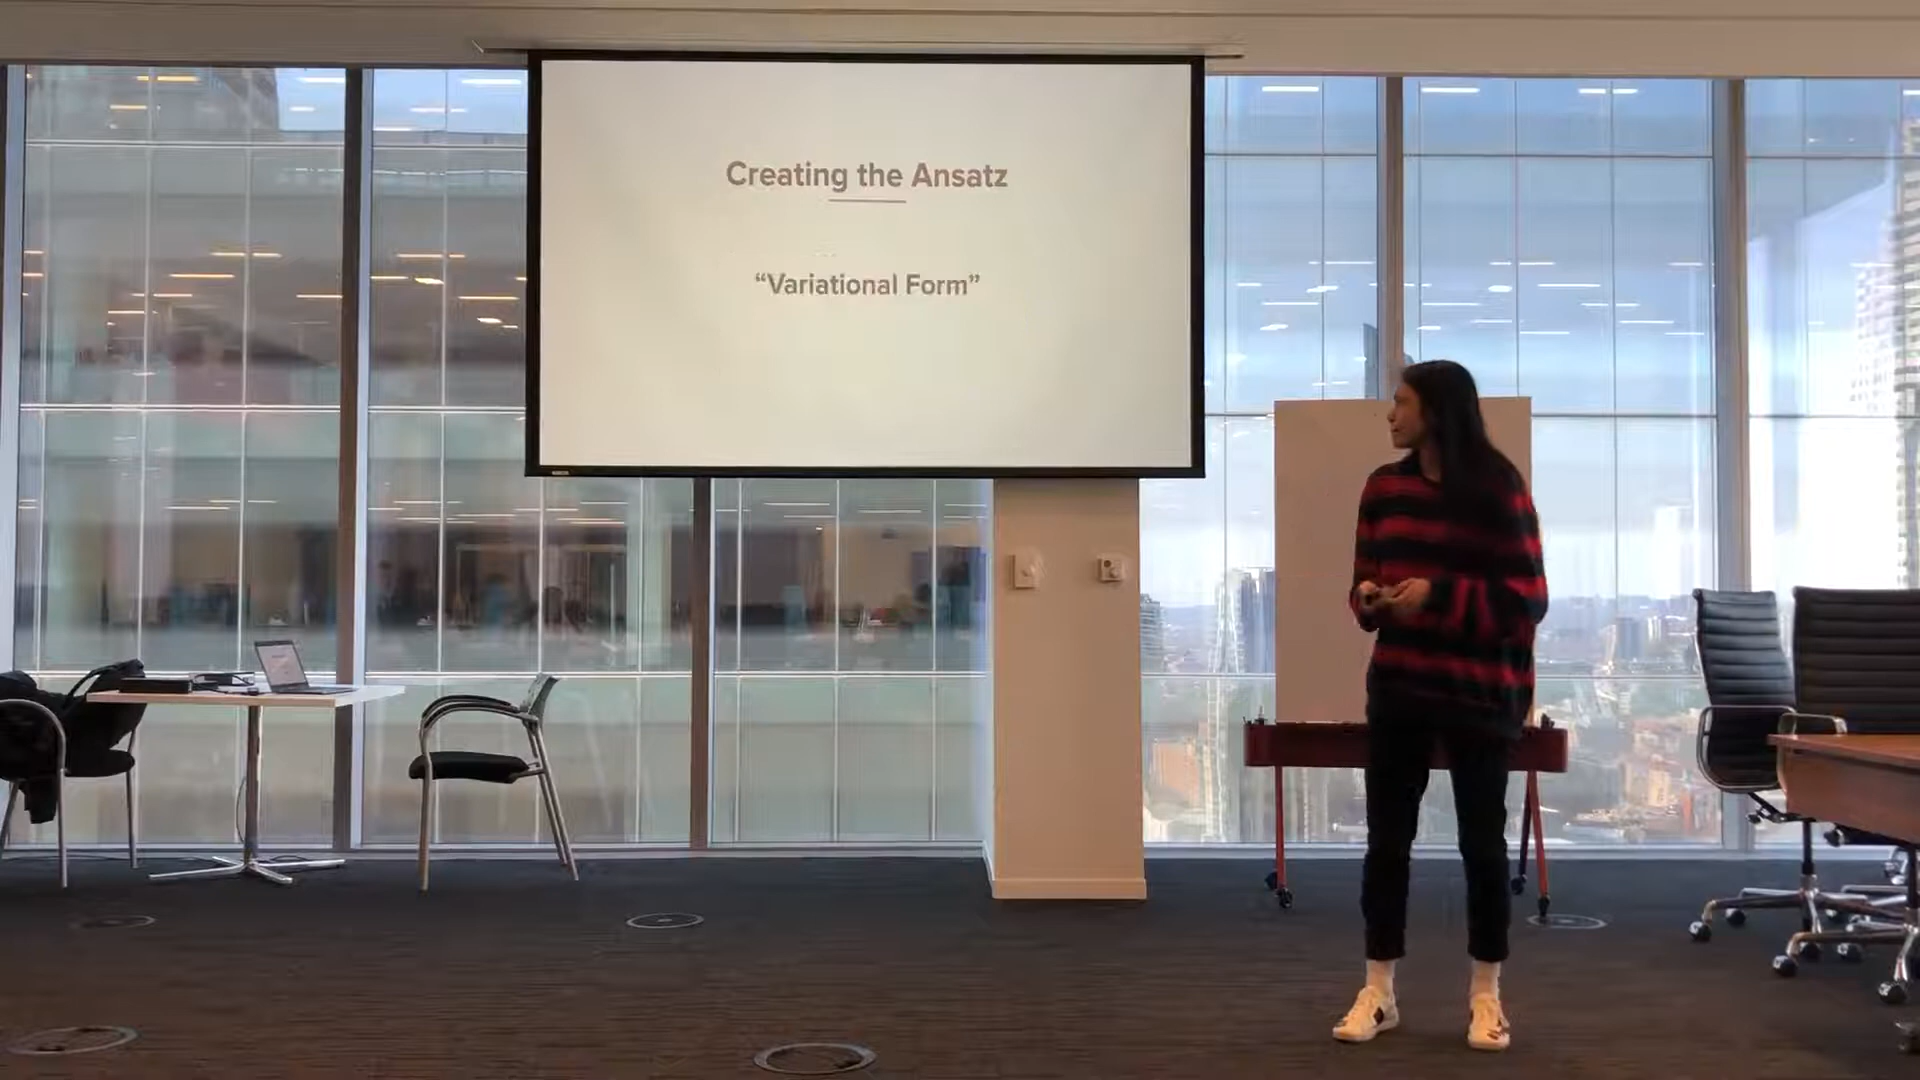 Creating the Ansatz
“Variational Form”